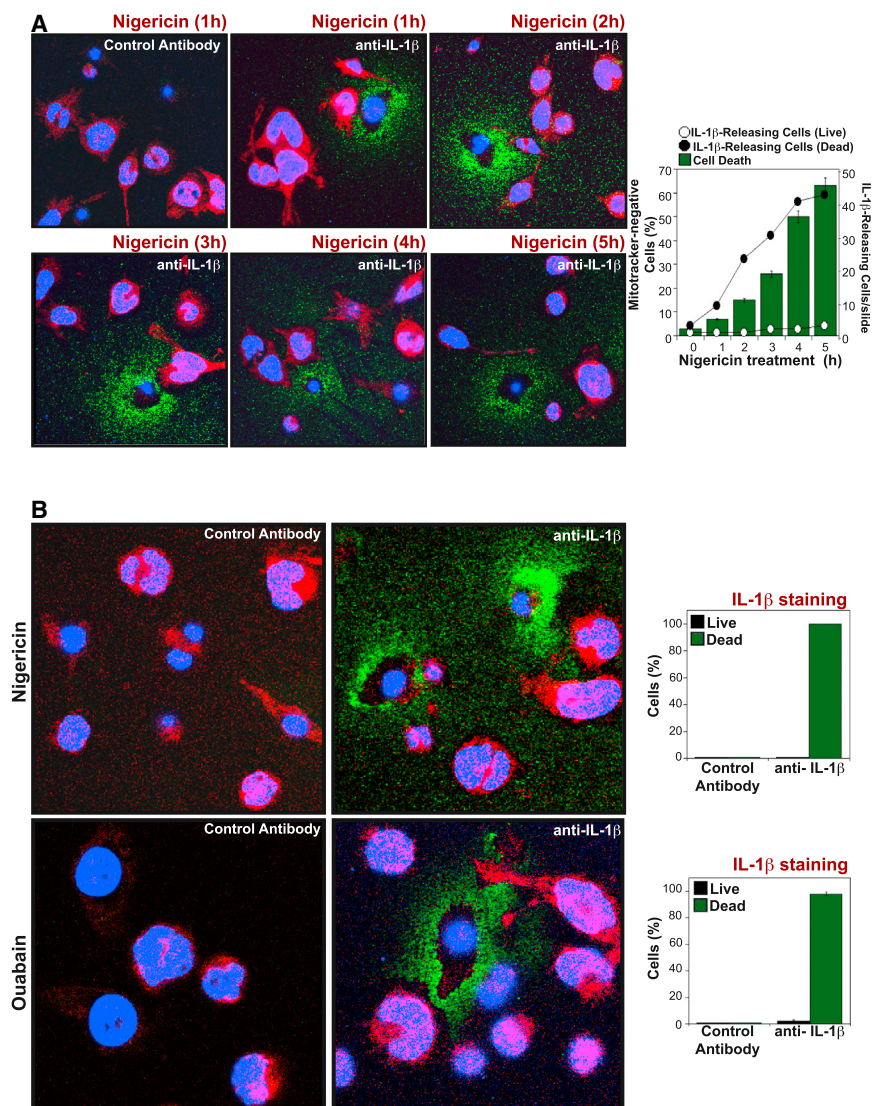 A
Nigericin (1h)
Nigericin (1h)
Nigericin (2h)
Control Antibody
anti-IL-1β
anti-IL-1β
Nigericin (3h)
Nigericin (4h)
Nigericin (5h)
anti-IL-1β
anti-IL-1β
anti-IL-1β
IL-1β-Releasing Cells (Live)
IL-1β-Releasing Cells (Dead)
Cell Death
Mitotracker-negative
Cells (%)
70
60
50
40
30
20
10
0
50
40
30
20
10
0
IL-1β-Releasing
Cells/slide
0 1 2 3 4 5
Nigericin treatment (h)
B
Nigericin
Control Antibody
anti-IL-1β
IL-1β staining
Live
Dead
Cells (%)
100
80
60
40
20
0
Control
Antibody
anti- IL-1β
Ouabain
Control Antibody
anti-IL-1β
IL-1β staining
Live
Dead
Cells (%)
100
80
60
40
20
0
Control
Antibody
anti- IL-1β